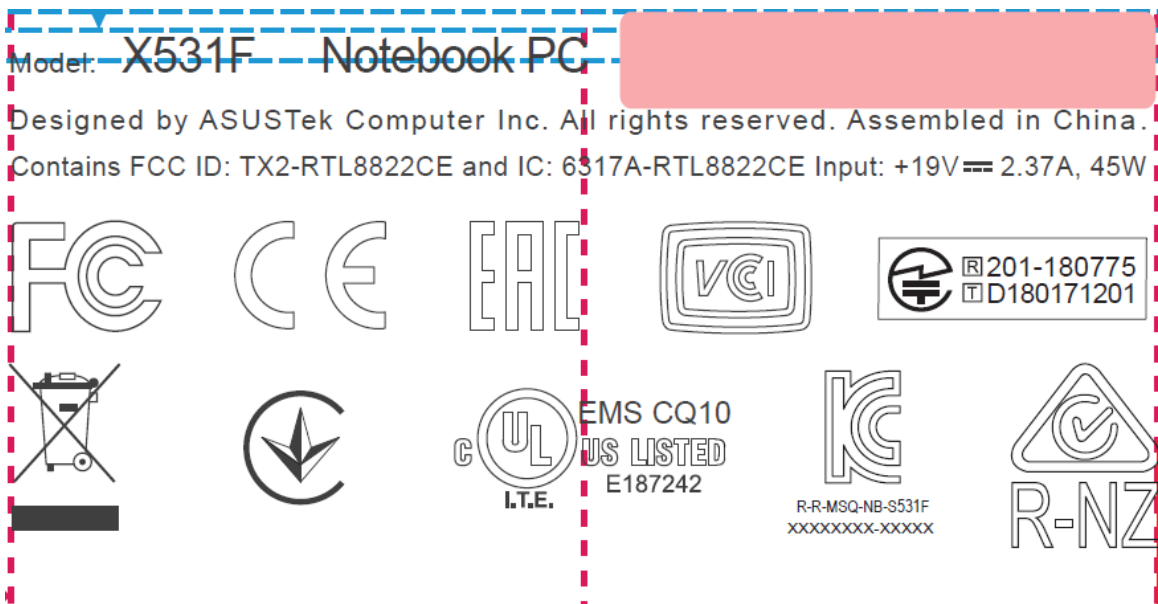 Model: X531F Notebook PC
Designed by ASUSTek Computer Inc. All rights reserved. Assembled in China.
Contains FCC ID: TX2-RTL8822CE and IC: 6317A-RTL8822CE Input: +19V⎓ 2.37A, 45W
FC CE EAC VCCI
R 201-180775
T D180171201
EMS CQ10
C UL US LISTED
I.T.E. E187242
KC
R-R-MSQ-NB-S531F
XXXXXXXX-XXXXX
R-NZ